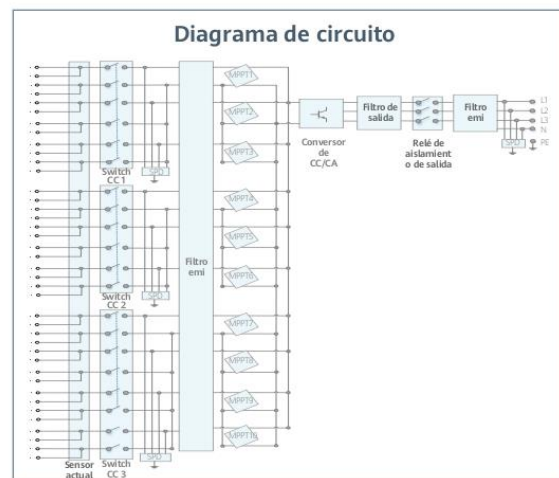 Diagrama de circuito
MPPT1
MPPT2
MPPT3
SPD
Switch
CC 1
MPPT4
MPPT5
MPPT6
SPD
Switch
CC 2
MPPT7
MPPT8
MPPT9
MPPT10
SPD
Sensor
actual
Switch
CC 3
Filtro
emi
Conversor
de
CC/CA
Filtro de
salida
Relé de
aislamient
o de salida
Filtro
emi
L1
L2
L3
N
PE
SPD